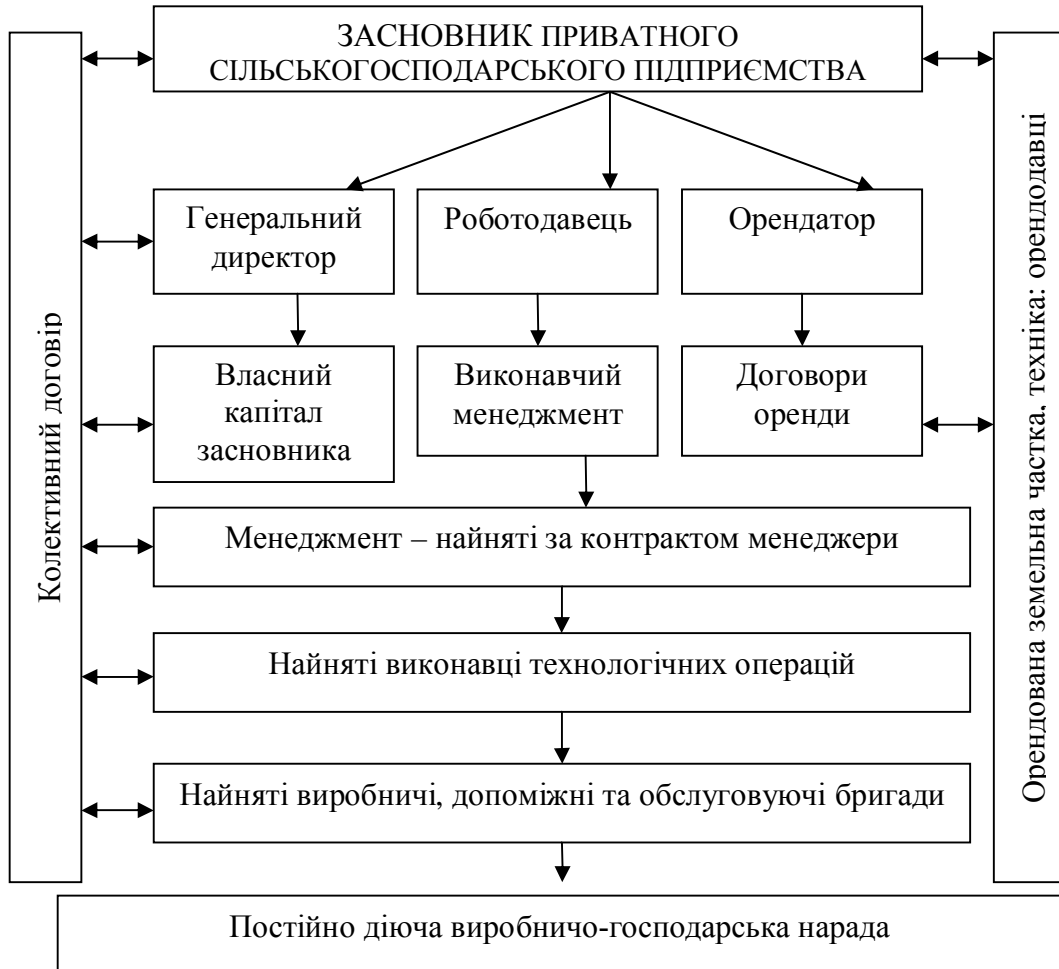 ЗАСНОВНИК ПРИВАТНОГО
СІЛЬСЬКОГОСПОДАРСЬКОГО ПІДПРИЄМСТВА
Колективний договір
Орендована земельна частка, техніка: орендодавці
Генеральний
директор
Роботодавець
Орендатор
Власний
капітал
засновника
Виконавчий
менеджмент
Договори
оренди
Менеджмент – найняті за контрактом менеджери
Найняті виконавці технологічних операцій
Найняті виробничі, допоміжні та обслуговуючі бригади
Постійно діюча виробничо-господарська нарада